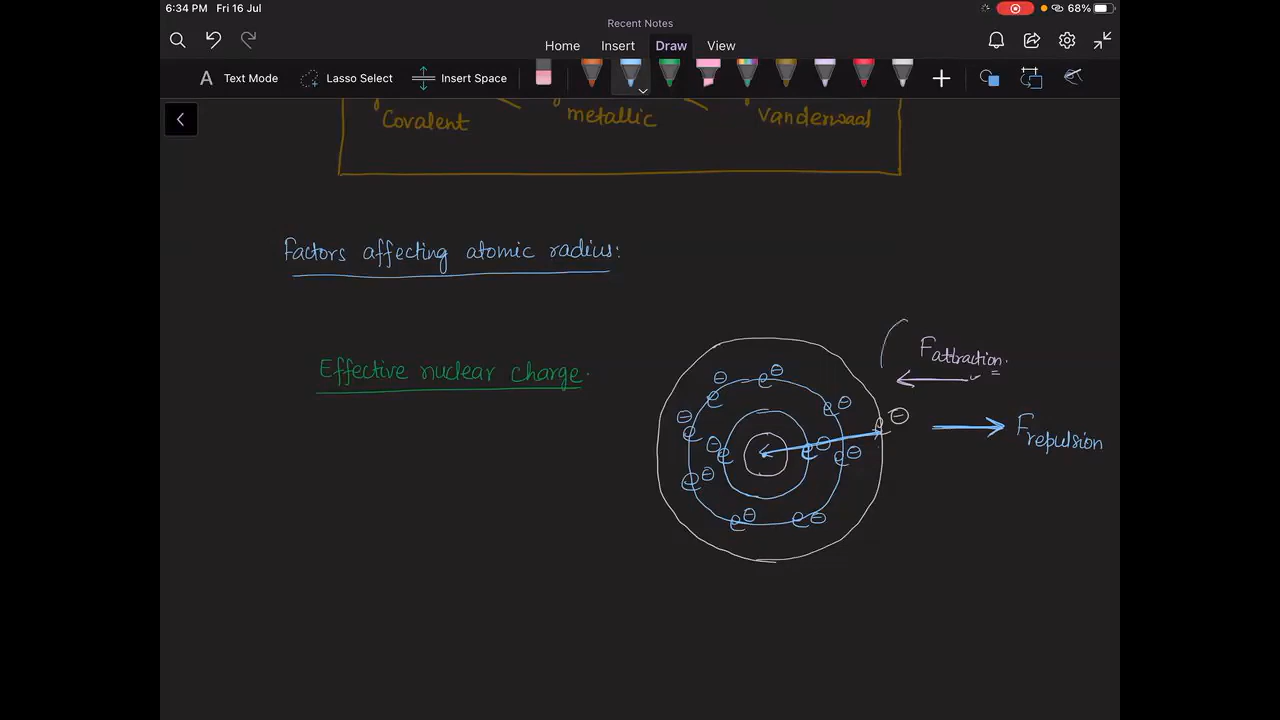 6:34 PM Fri 16 Jul
68%
Recent Notes
Home Insert Draw View
A Text Mode Lasso Select Insert Space
Covalent metallic vanderwaal
Factors affecting atomic radius:
Fattraction.
Effective nuclear charge.
e⊖ e⊖ e⊖ e⊖ e⊖ e⊖ e⊖ e⊖ e⊖ e⊖ e⊖
Frepulsion